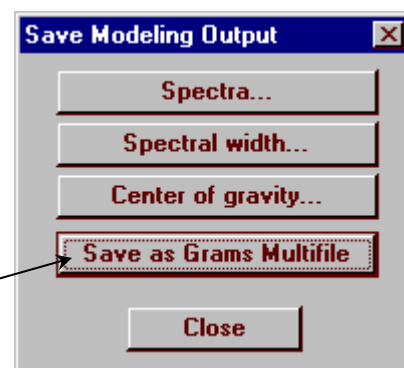 Save Modeling Output
Spectra...
Spectral width...
Center of gravity...
Save as Grams Multifile
Close